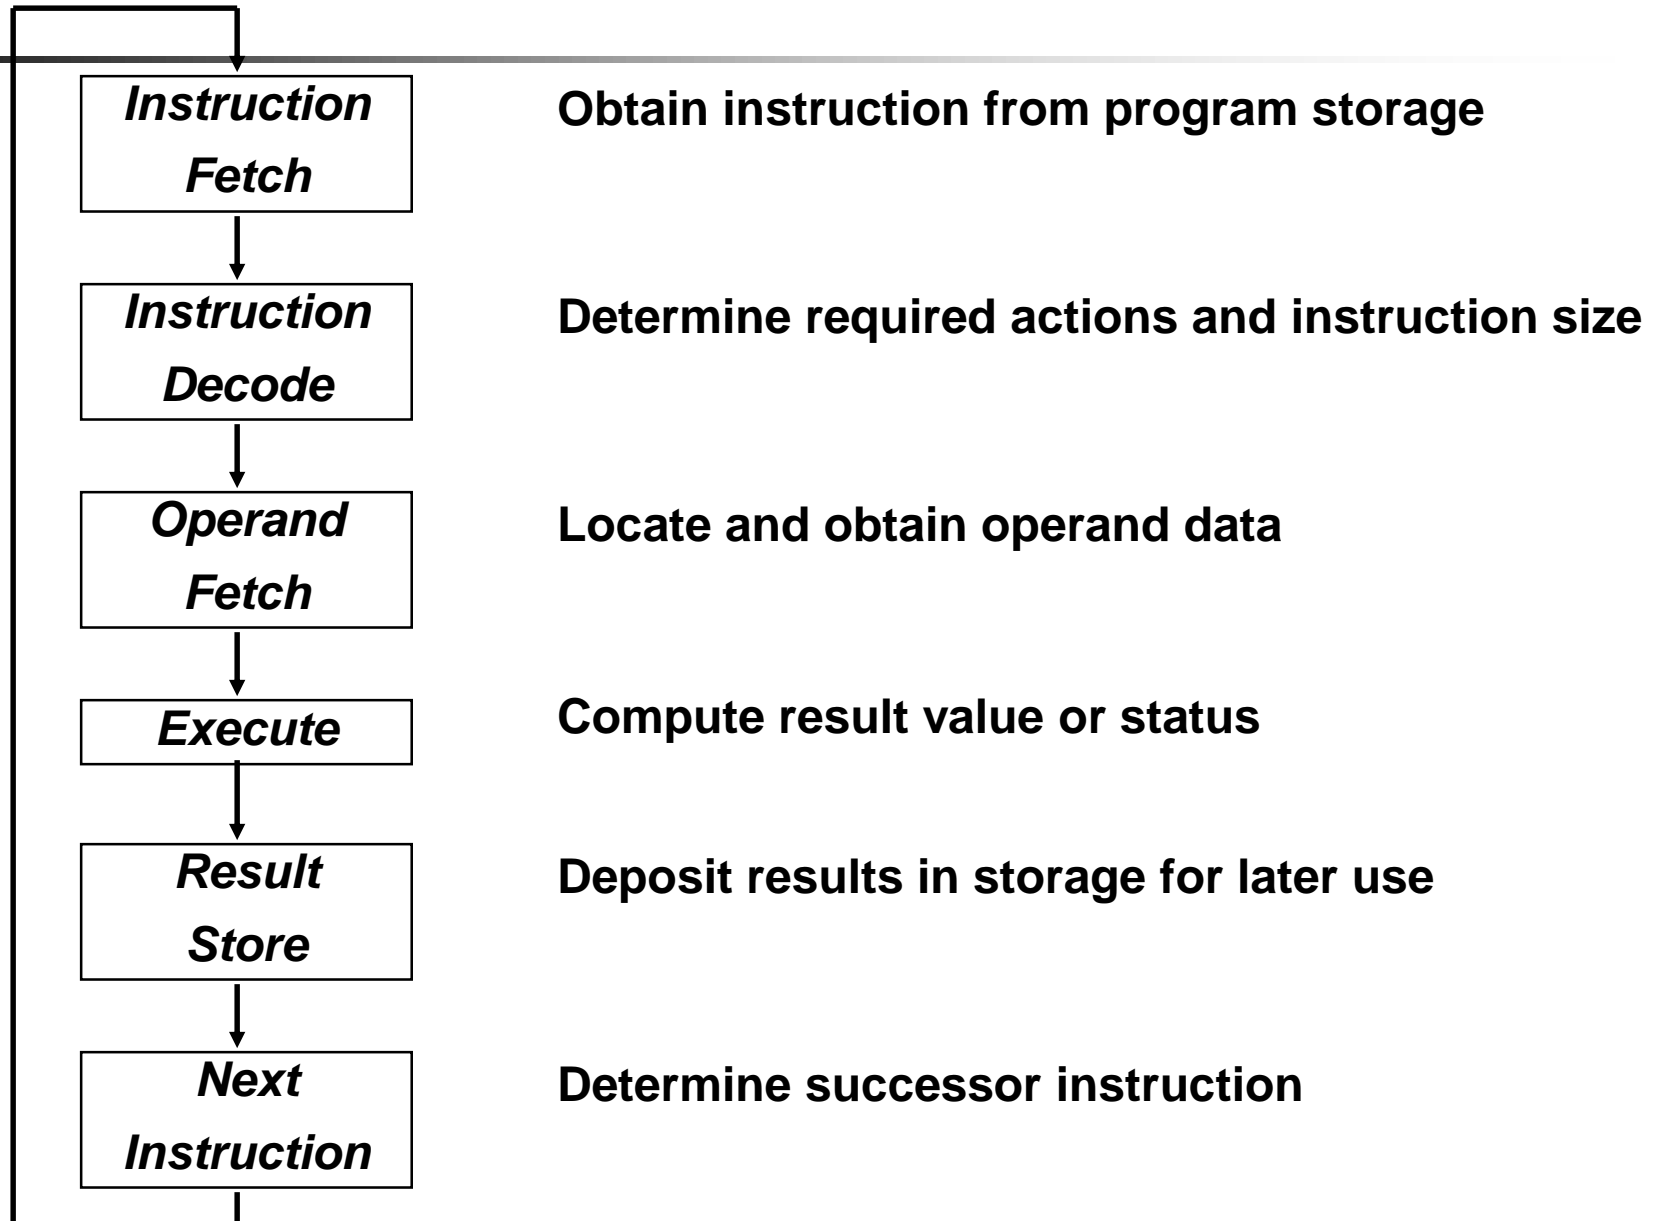 Instruction
Fetch
Obtain instruction from program storage
Instruction
Decode
Determine required actions and instruction size
Operand
Fetch
Locate and obtain operand data
Execute
Compute result value or status
Result
Store
Deposit results in storage for later use
Next
Instruction
Determine successor instruction